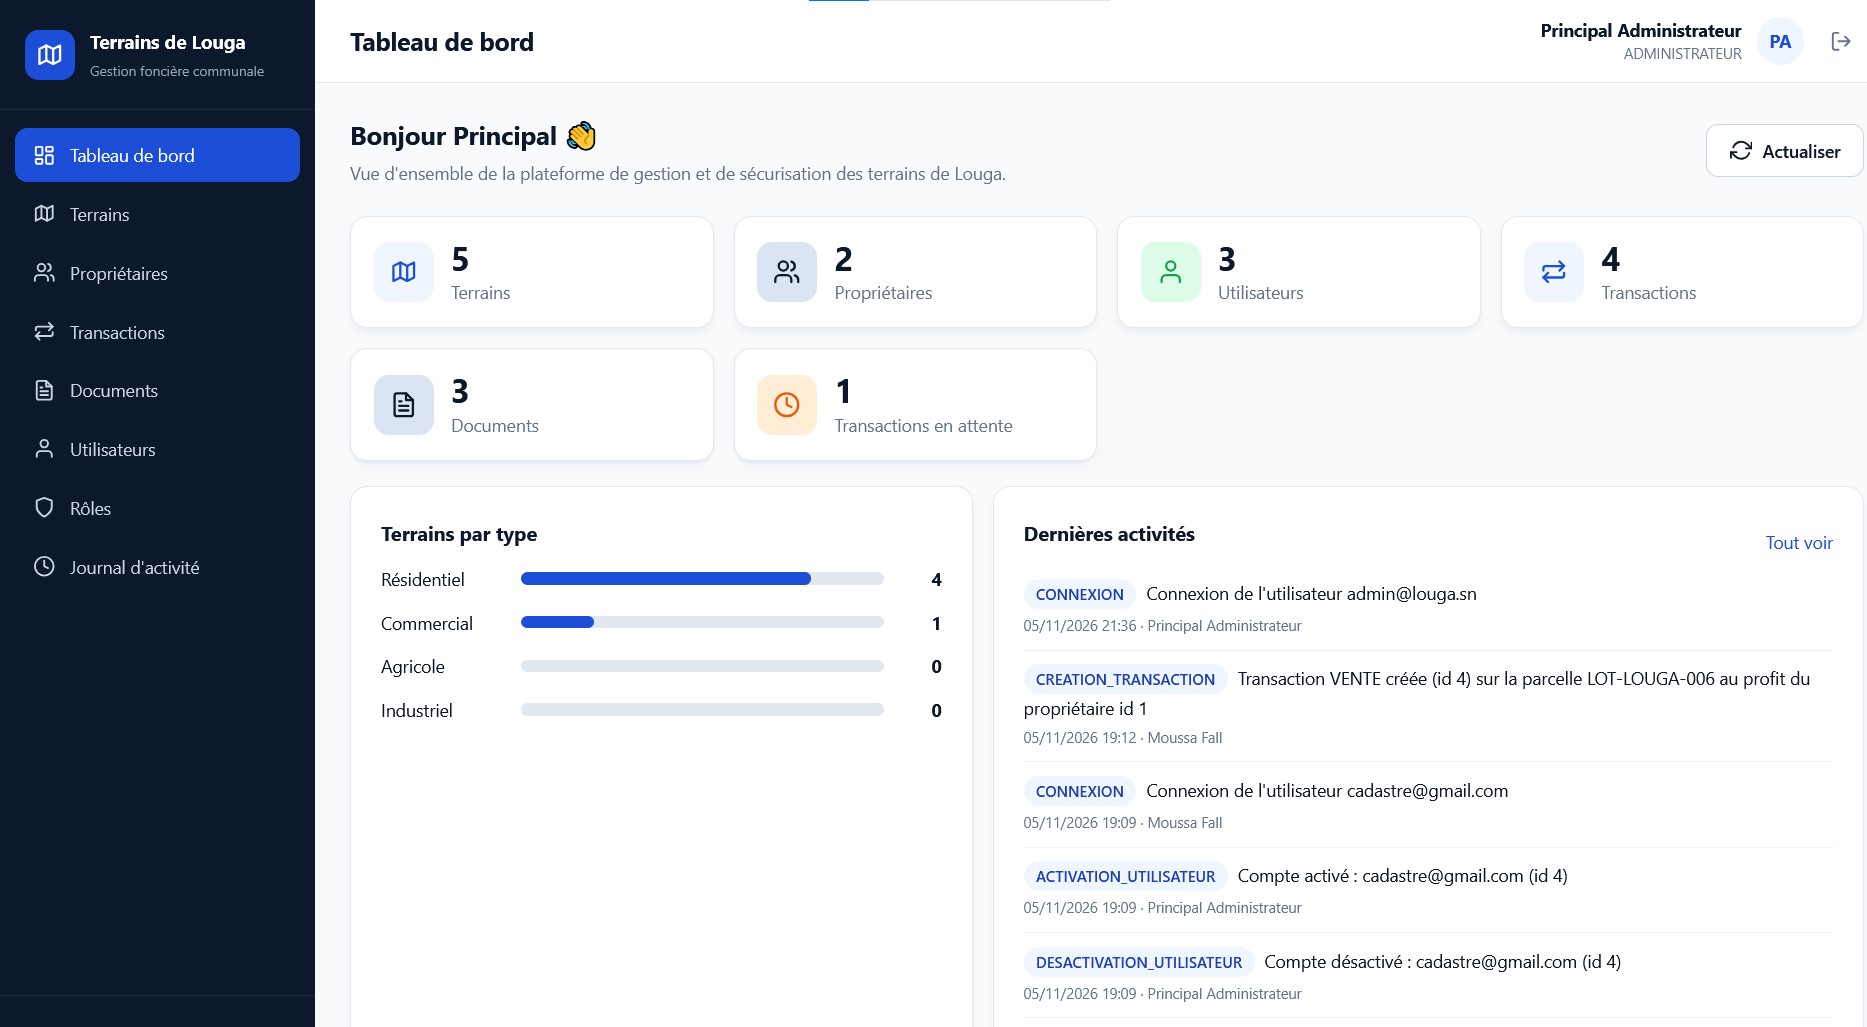 Terrains de Louga
Gestion foncière communale
Tableau de bord
Terrains
Propriétaires
Transactions
Documents
Utilisateurs
Rôles
Journal d'activité
Tableau de bord
Principal Administrateur
ADMINISTRATEUR
PA
Bonjour Principal 👋
Vue d'ensemble de la plateforme de gestion et de sécurisation des terrains de Louga.
Actualiser
5
Terrains
2
Propriétaires
3
Utilisateurs
4
Transactions
3
Documents
1
Transactions en attente
Terrains par type
Résidentiel 4
Commercial 1
Agricole 0
Industriel 0
Dernières activités
Tout voir
CONNEXION Connexion de l'utilisateur admin@louga.sn
05/11/2026 21:36 · Principal Administrateur
CREATION_TRANSACTION Transaction VENTE créée (id 4) sur la parcelle LOT-LOUGA-006 au profit du
propriétaire id 1
05/11/2026 19:12 · Moussa Fall
CONNEXION Connexion de l'utilisateur cadastre@gmail.com
05/11/2026 19:09 · Moussa Fall
ACTIVATION_UTILISATEUR Compte activé : cadastre@gmail.com (id 4)
05/11/2026 19:09 · Principal Administrateur
DESACTIVATION_UTILISATEUR Compte désactivé : cadastre@gmail.com (id 4)
05/11/2026 19:09 · Principal Administrateur